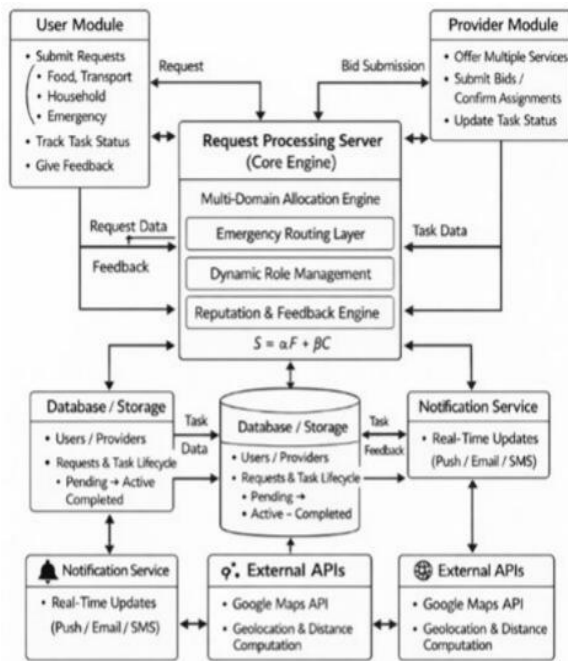 User Module
• Submit Requests
• Food, Transport
• Household
• Emergency
• Track Task Status
• Give Feedback
Request
Bid Submission
Provider Module
• Offer Multiple Services
• Submit Bids /
Confirm Assignments
• Update Task Status
Request Processing Server
(Core Engine)
Multi-Domain Allocation Engine
Emergency Routing Layer
Dynamic Role Management
Reputation & Feedback Engine
S = αF + βC
Request Data
Feedback
Task Data
Database / Storage
• Users / Providers
• Requests & Task Lifecycle
• Pending → Active
Completed
Task
Data
Database / Storage
• Users / Providers
• Requests & Task Lifecycle
• Pending →
• Active – Completed
Task
Feedback
Notification Service
• Real-Time Updates
(Push / Email / SMS)
Notification Service
• Real-Time Updates
(Push / Email / SMS)
External APIs
• Google Maps API
• Geolocation & Distance
Computation
External APIs
• Google Maps API
• Geolocation & Distance
Computation